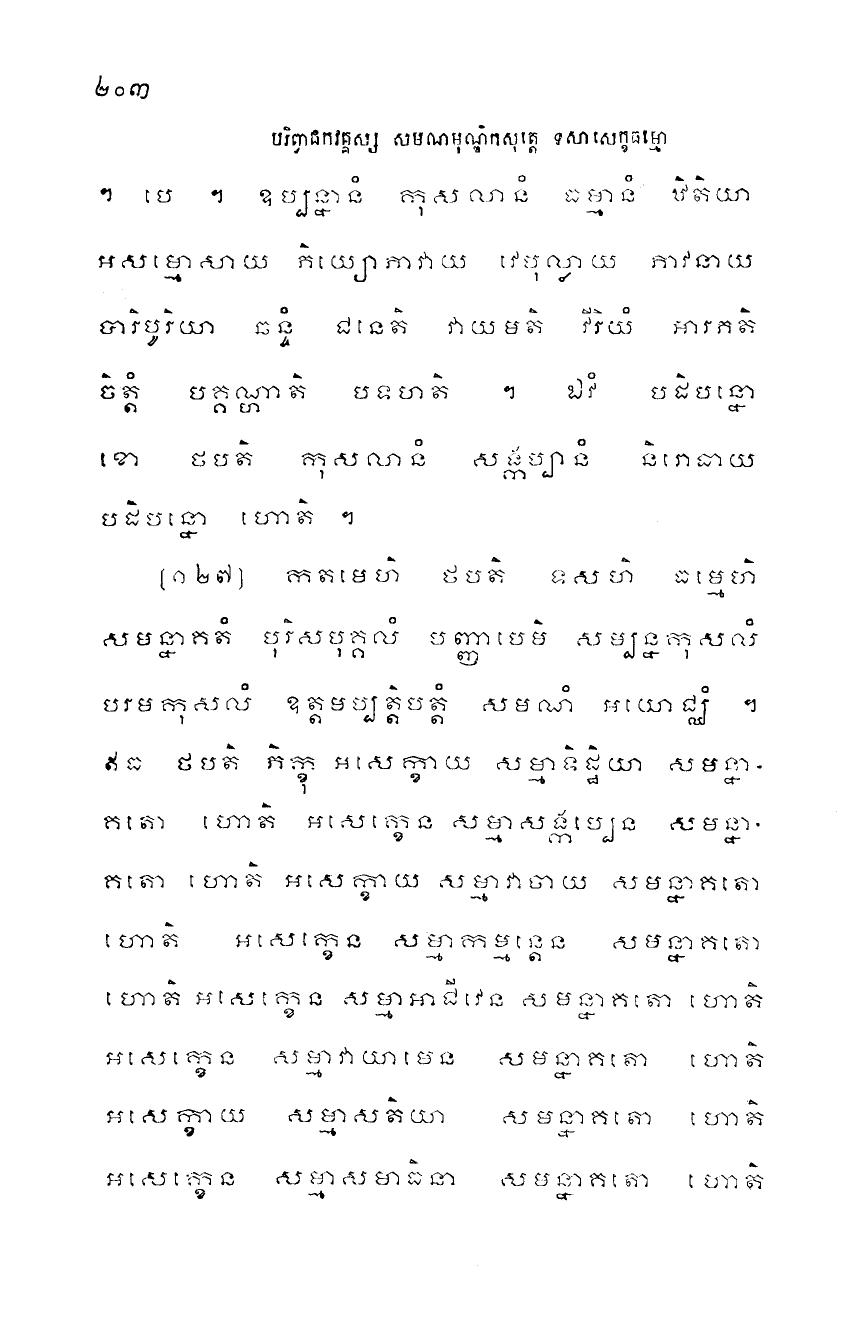 ២០៣
បរិព្វាជិកវគ្គស្ស សមណមុណ្ឌិកសុត្តេ ទសាសេក្ខធម្មោ
ៗ បេ ៗ ឧប្បន្នានំ កុសលានំ ធម្មានំ ឋិតិយា
អសម្មោសាយ ភិយ្យោភាវាយ វេបុល្លាយ ភាវនាយ
បារិបូរិយា ឆន្ទំ ជនេតិ វាយមតិ វីរិយំ អារភតិ
ចិត្តំ បគ្គណ្ហាតិ បទហតិ ។ ឯវំ បដិបន្នោ
ខោ ថបតិ កុសលានំ សង្កប្បានំ និរោធាយ
បដិបន្នោ ហោតិ ។
[១២៧] កតមេហិ ថបតិ ទសហិ ធម្មេហិ
សមន្នាគតំ បុរិសបុគ្គលំ បញ្ញាបេមិ សម្បន្នកុសលំ
បរមកុសលំ ឧត្តមប្បត្តិបត្តំ សមណំ អយោជ្ឈំ ។
ឥធ ថបតិ ភិក្ខុ អសេក្ខាយ សម្មាទិដ្ឋិយា សមន្នា-
គតោ ហោតិ អសេក្ខេន សម្មាសង្កប្បេន សមន្នា-
គតោ ហោតិ អសេក្ខាយ សម្មាវាចាយ សមន្នាគតោ
ហោតិ អសេក្ខេន សម្មាកម្មន្តេន សមន្នាគតោ
ហោតិ អសេក្ខេន សម្មាអាជីវេន សមន្នាគតោ ហោតិ
អសេក្ខេន សម្មាវាយាមេន សមន្នាគតោ ហោតិ
អសេក្ខាយ សម្មាសតិយា សមន្នាគតោ ហោតិ
អសេក្ខេន សម្មាសមាធិនា សមន្នាគតោ ហោតិ